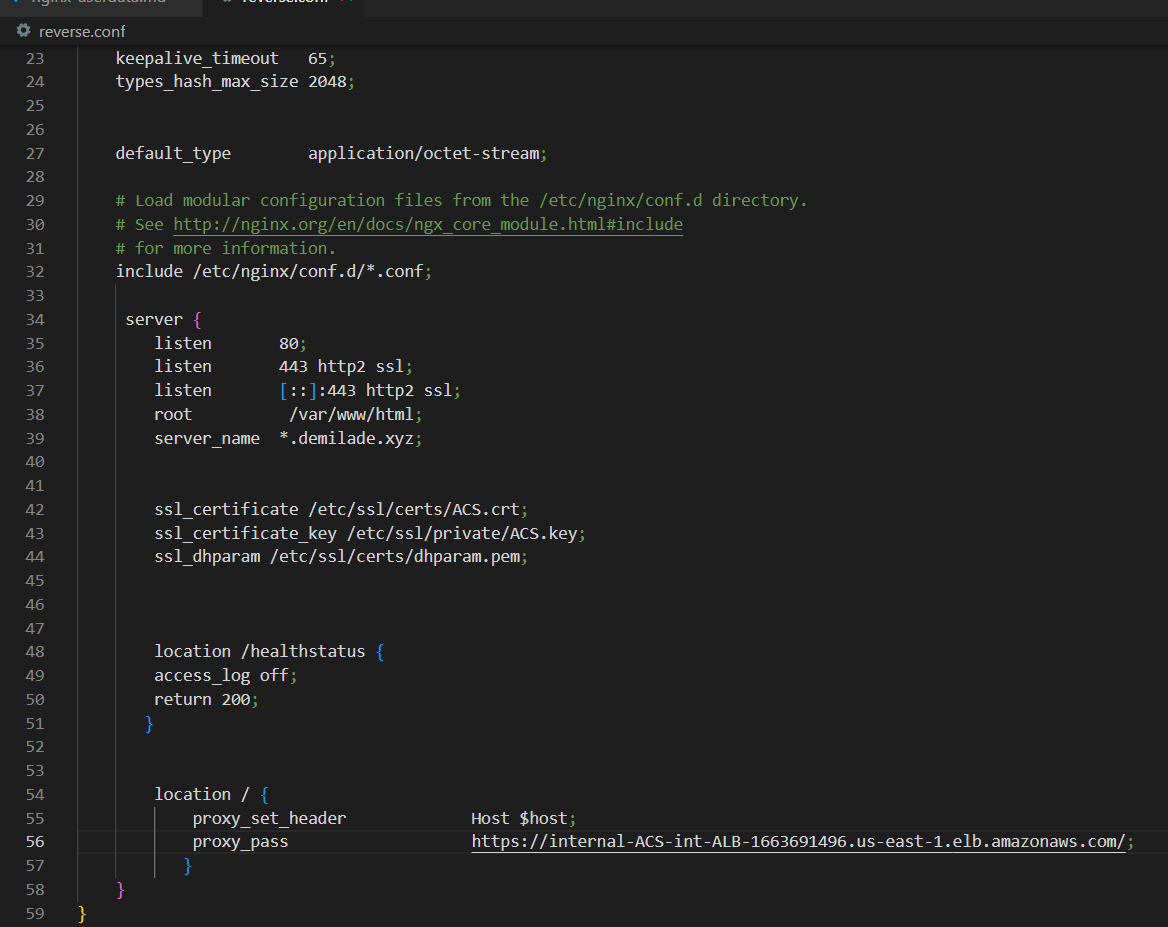 nginx-userdata.md reverse.conf
reverse.conf
23 keepalive_timeout 65;
24 types_hash_max_size 2048;
25
26
27 default_type application/octet-stream;
28
29 # Load modular configuration files from the /etc/nginx/conf.d directory.
30 # See http://nginx.org/en/docs/ngx_core_module.html#include
31 # for more information.
32 include /etc/nginx/conf.d/*.conf;
33
34 server {
35 listen 80;
36 listen 443 http2 ssl;
37 listen [::]:443 http2 ssl;
38 root /var/www/html;
39 server_name *.demilade.xyz;
40
41
42 ssl_certificate /etc/ssl/certs/ACS.crt;
43 ssl_certificate_key /etc/ssl/private/ACS.key;
44 ssl_dhparam /etc/ssl/certs/dhparam.pem;
45
46
47
48 location /healthstatus {
49 access_log off;
50 return 200;
51 }
52
53
54 location / {
55 proxy_set_header Host $host;
56 proxy_pass https://internal-ACS-int-ALB-1663691496.us-east-1.elb.amazonaws.com/;
57 }
58 }
59 }